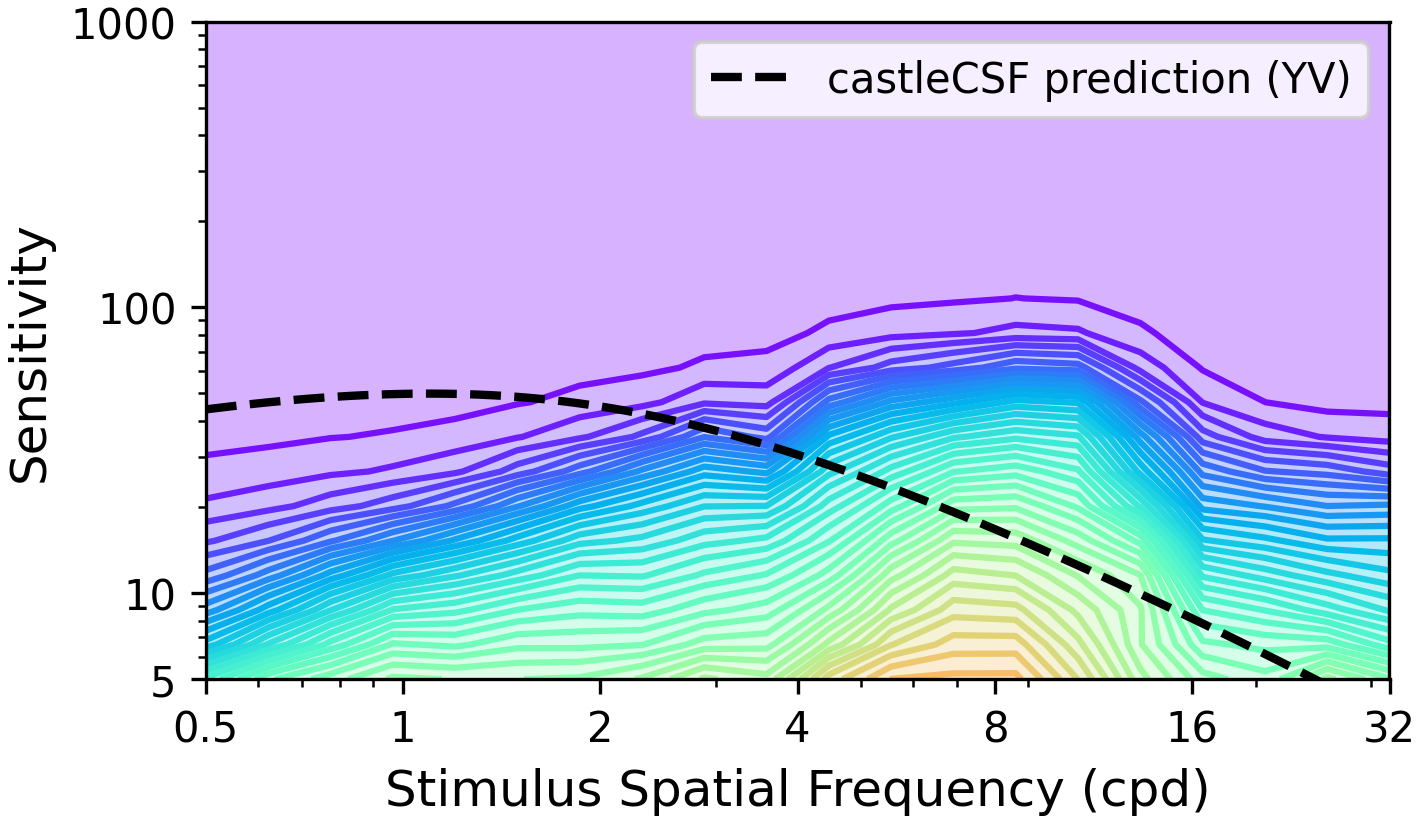 1000
100
10
5
Sensitivity
castleCSF prediction (YV)
0.5 1 2 4 8 16 32
Stimulus Spatial Frequency (cpd)